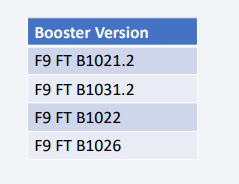 Booster Version
F9 FT B1021.2
F9 FT B1031.2
F9 FT B1022
F9 FT B1026